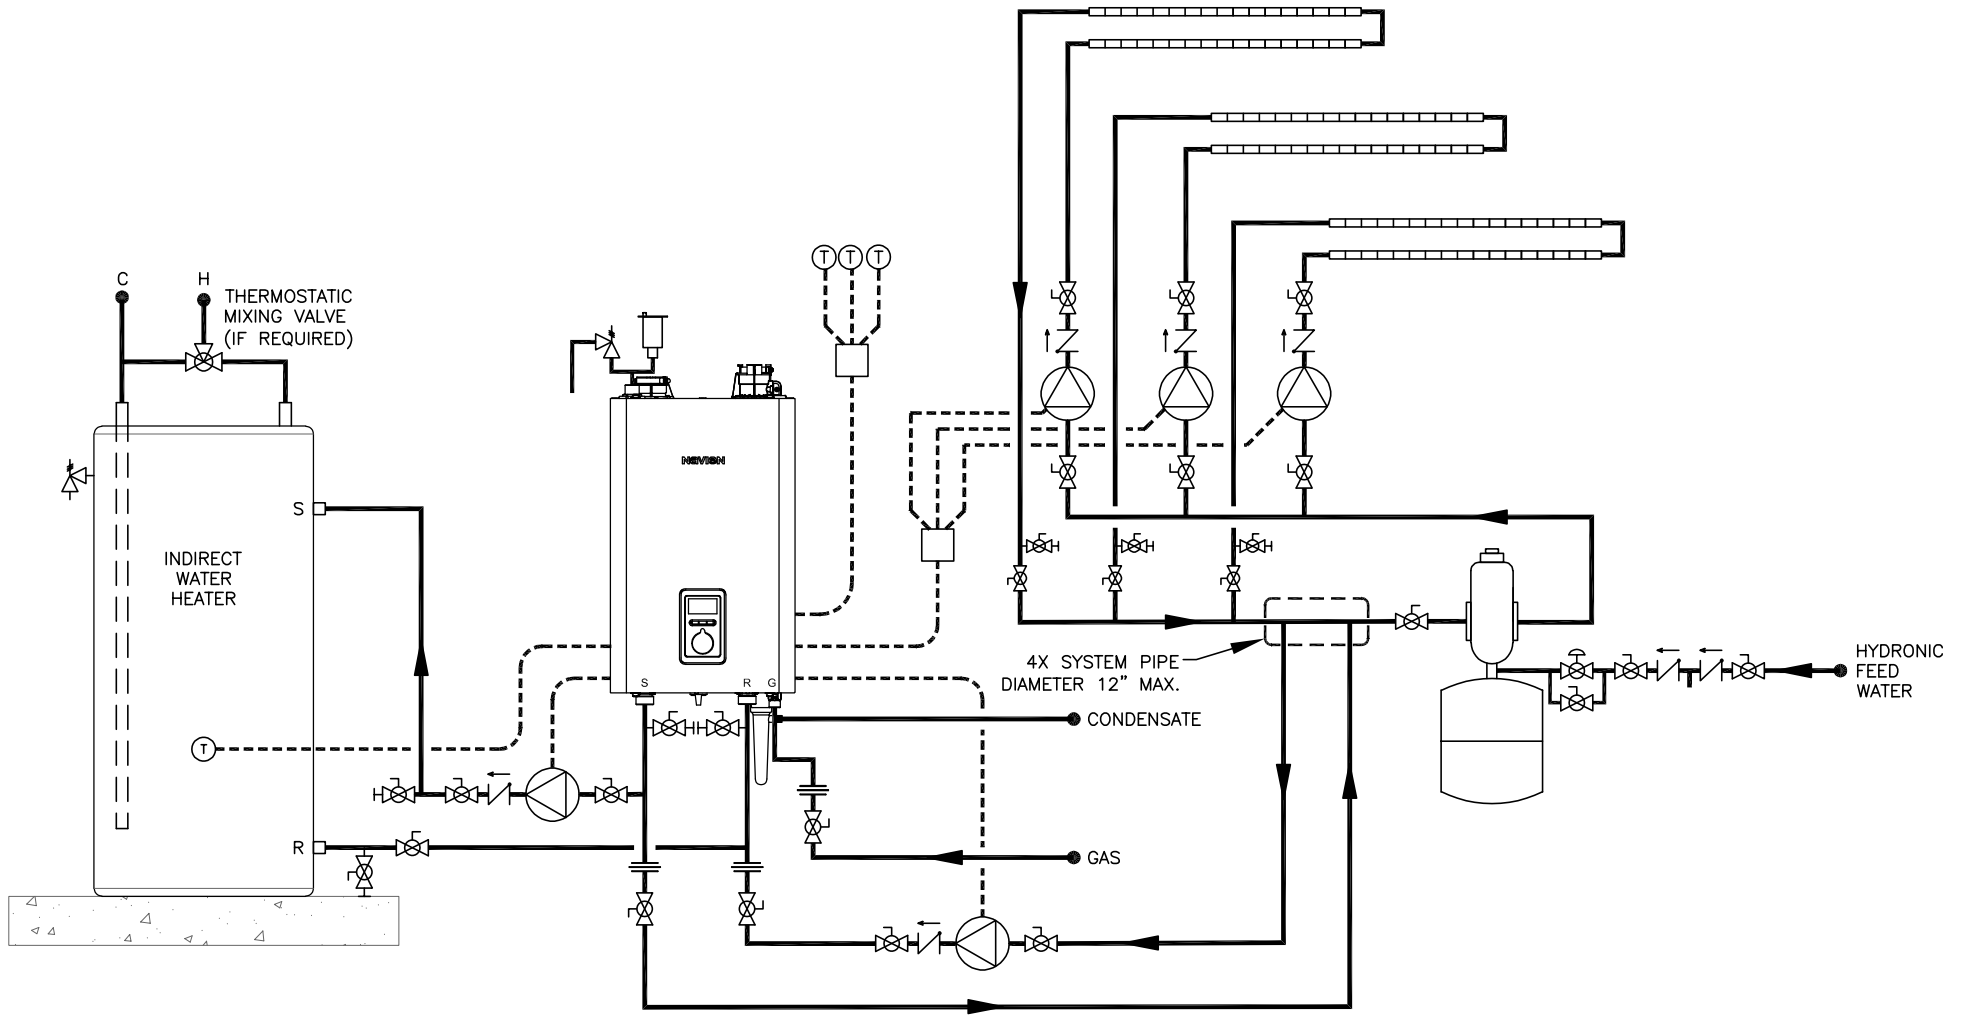 C
H
THERMOSTATIC
MIXING VALVE
(IF REQUIRED)
T T T
NAVIEN
S
INDIRECT
WATER
HEATER
T
R
S R G
4X SYSTEM PIPE
DIAMETER 12" MAX.
CONDENSATE
GAS
HYDRONIC
FEED
WATER